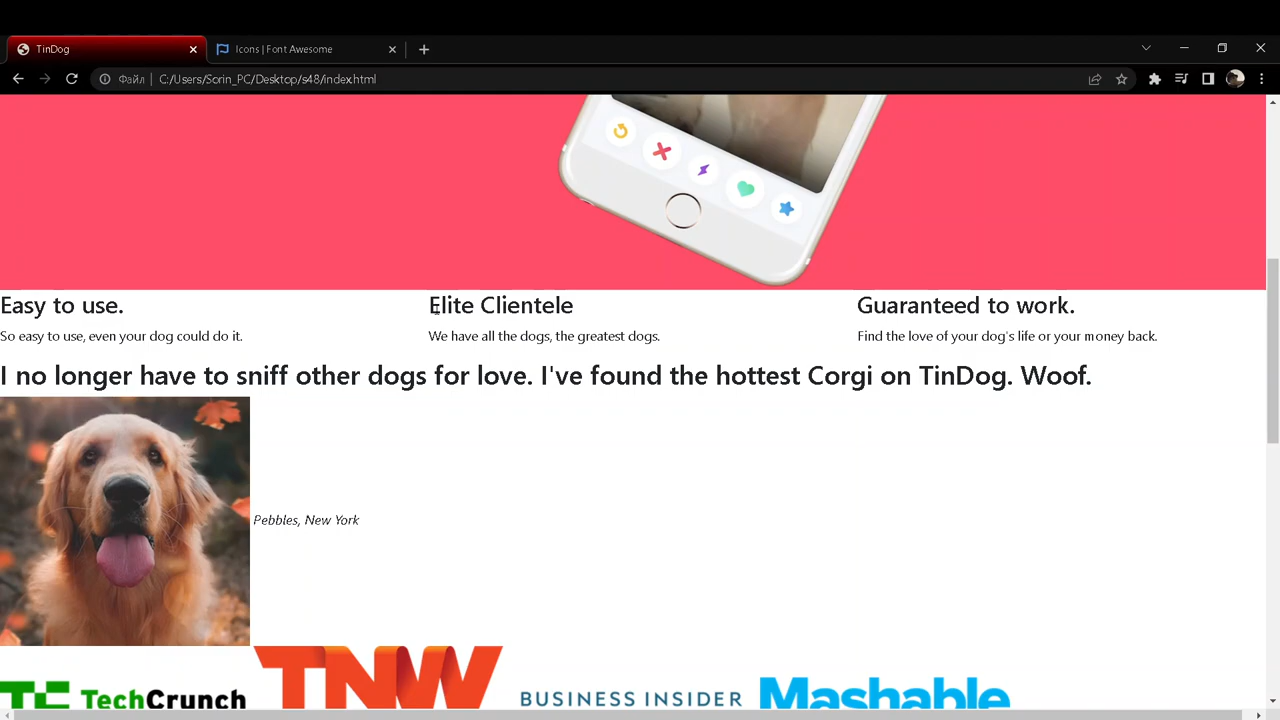 TinDog
Icons | Font Awesome
Файл | C:/Users/Sorin_PC/Desktop/s48/index.html
Easy to use.
So easy to use, even your dog could do it.
Elite Clientele
We have all the dogs, the greatest dogs.
Guaranteed to work.
Find the love of your dog's life or your money back.
I no longer have to sniff other dogs for love. I've found the hottest Corgi on TinDog. Woof.
Pebbles, New York
TC TechCrunch
TNW
BUSINESS INSIDER
Mashable